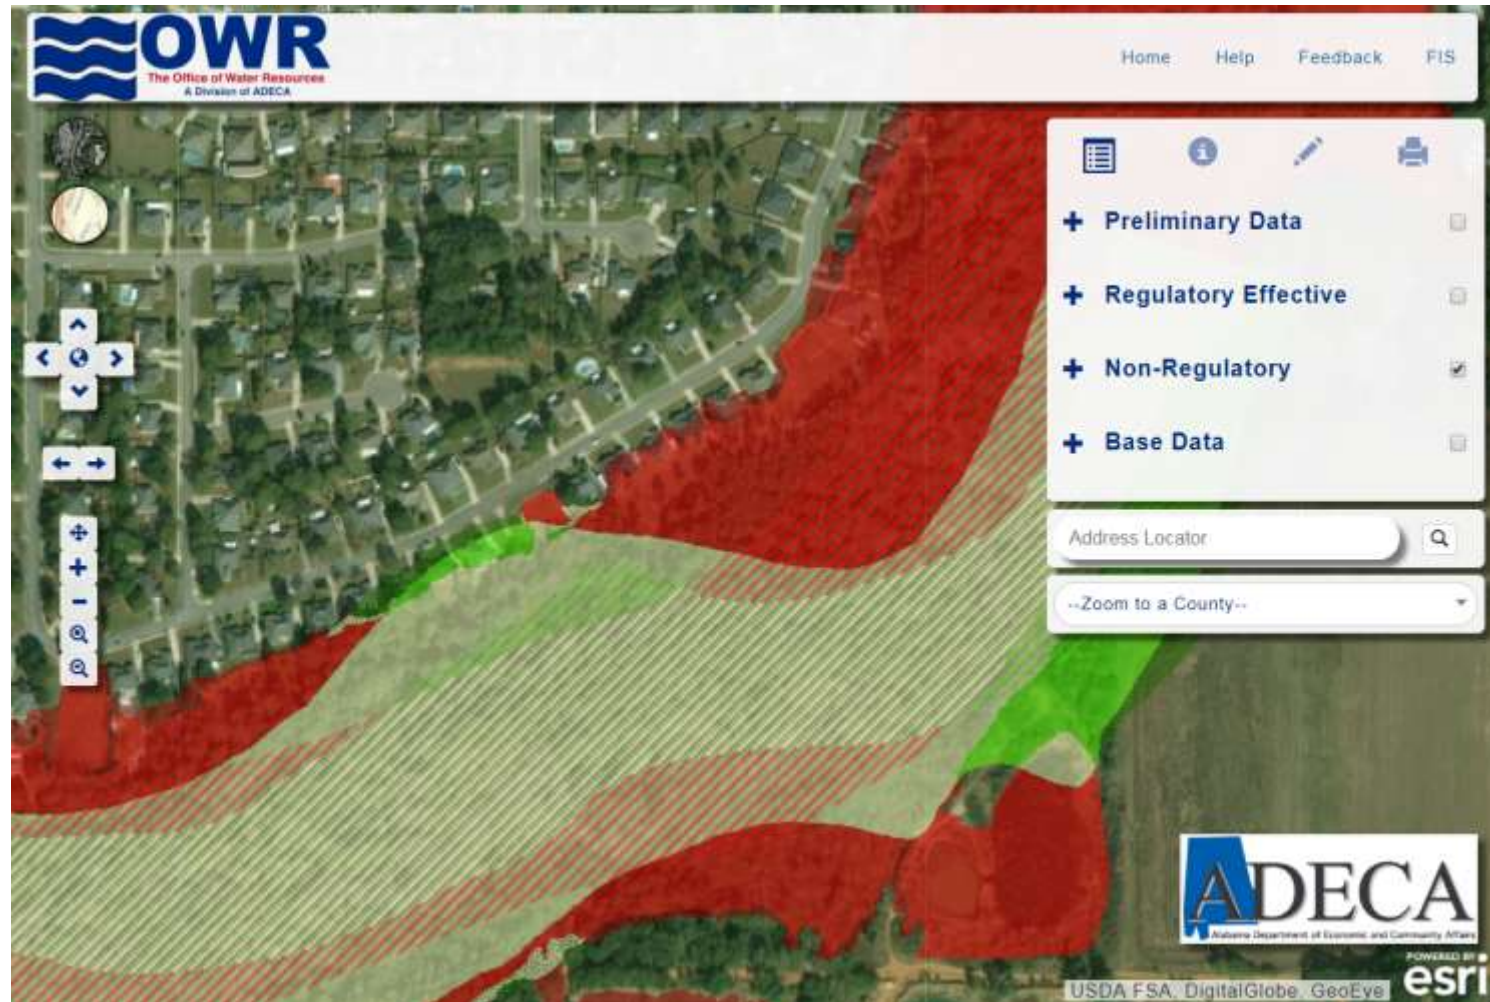 OWR
The Office of Water Resources
A Division of ADECA
Home Help Feedback FIS
Preliminary Data
Regulatory Effective
Non-Regulatory
Base Data
Address Locator
--Zoom to a County--
ADECA
Alabama Department of Economic and Community Affairs
POWERED BY
esri
USDA FSA, DigitalGlobe, GeoEye